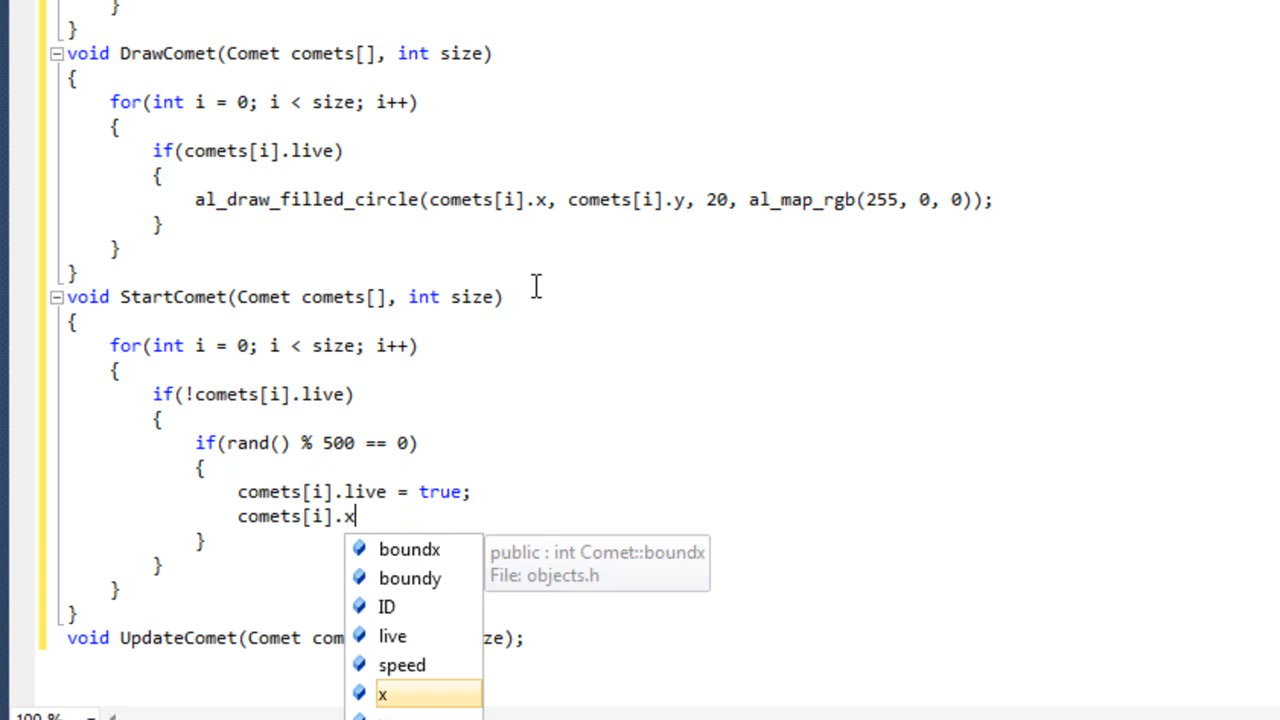 }
}
void DrawComet(Comet comets[], int size)
{
for(int i = 0; i < size; i++)
{
if(comets[i].live)
{
al_draw_filled_circle(comets[i].x, comets[i].y, 20, al_map_rgb(255, 0, 0));
}
}
}
void StartComet(Comet comets[], int size)
{
for(int i = 0; i < size; i++)
{
if(!comets[i].live)
{
if(rand() % 500 == 0)
{
comets[i].live = true;
comets[i].x
}
}
}
}
void UpdateComet(Comet com ze);
boundx
boundy
ID
live
speed
x
public : int Comet::boundx
File: objects.h
100 %